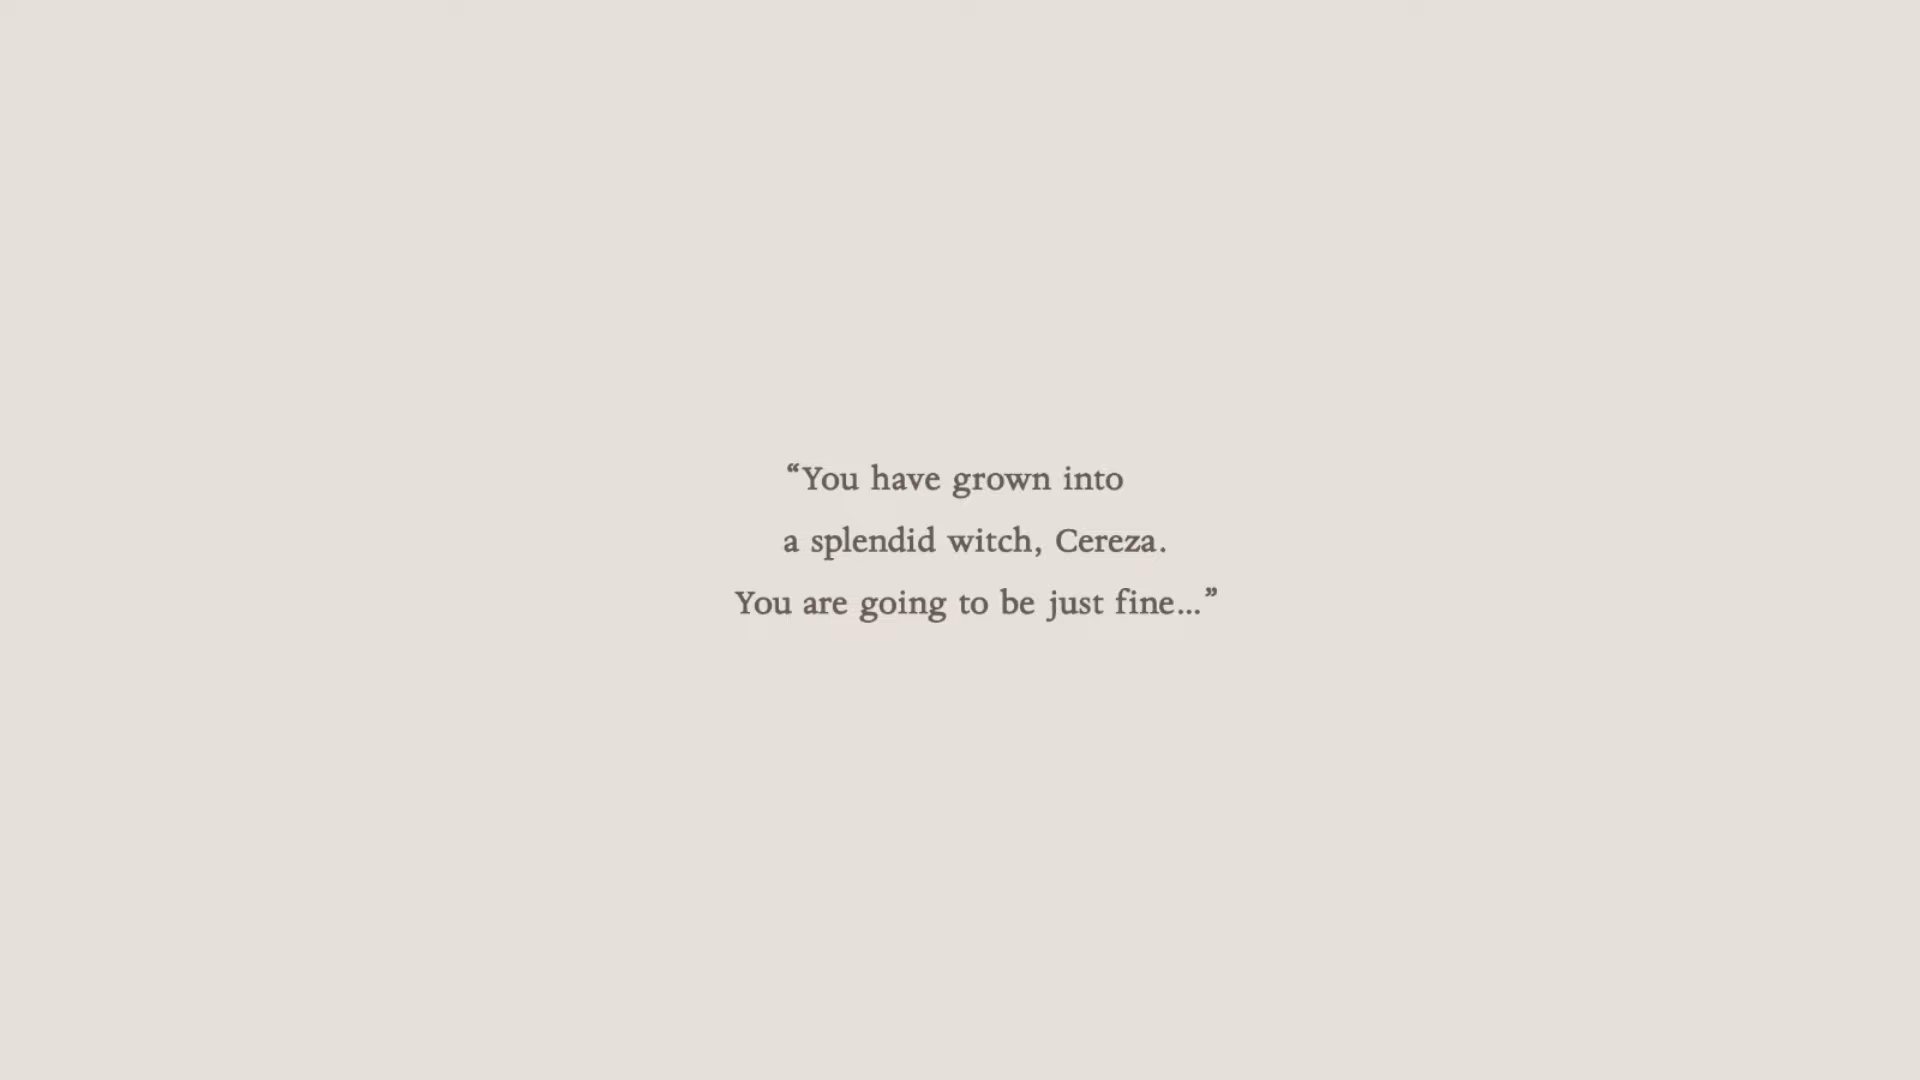 “You have grown into
a splendid witch, Cereza.
You are going to be just fine...”